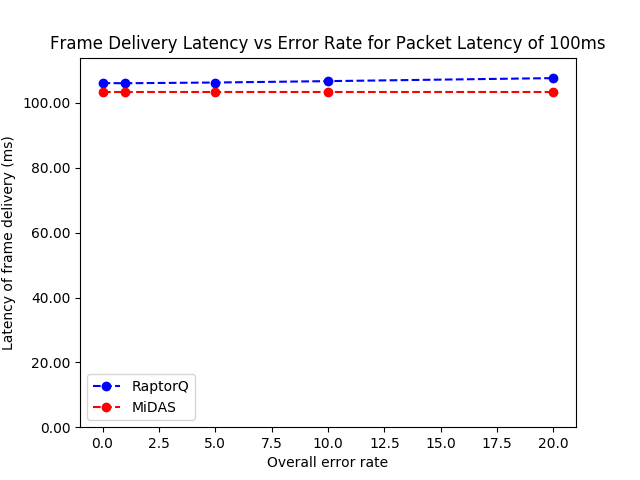 Frame Delivery Latency vs Error Rate for Packet Latency of 100ms
Latency of frame delivery (ms)
100.00
80.00
60.00
40.00
20.00
0.00
RaptorQ
MiDAS
0.0 2.5 5.0 7.5 10.0 12.5 15.0 17.5 20.0
Overall error rate